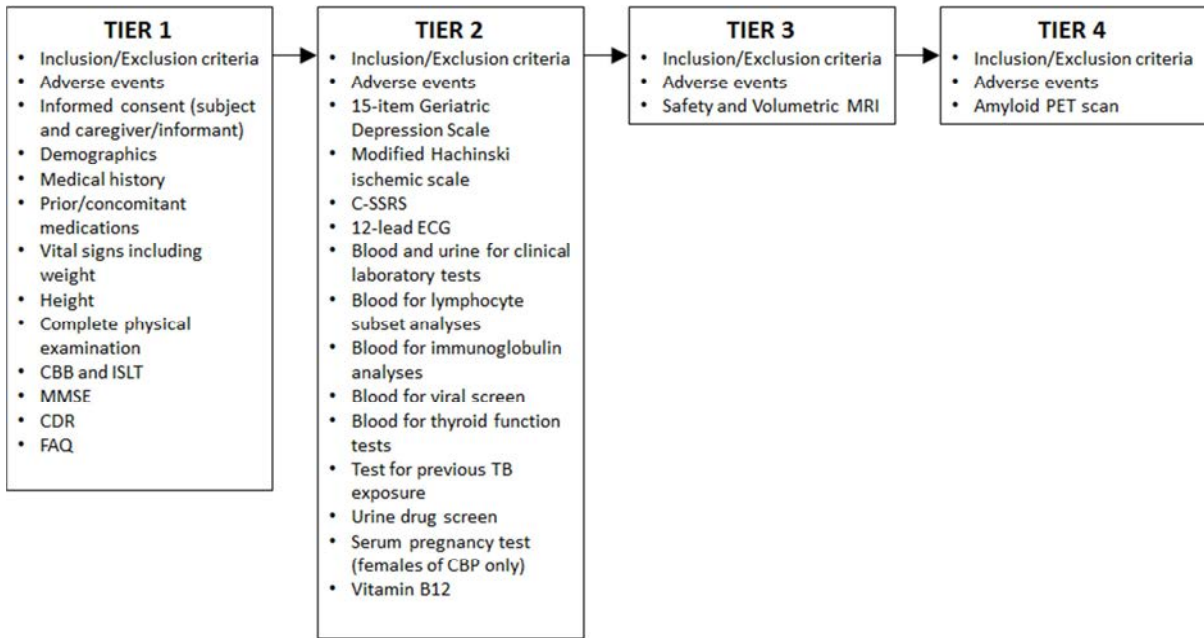 TIER 1
• Inclusion/Exclusion criteria
• Adverse events
• Informed consent (subject
and caregiver/informant)
• Demographics
• Medical history
• Prior/concomitant
medications
• Vital signs including
weight
• Height
• Complete physical
examination
• CBB and ISLT
• MMSE
• CDR
• FAQ
TIER 2
• Inclusion/Exclusion criteria
• Adverse events
• 15-item Geriatric
Depression Scale
• Modified Hachinski
ischemic scale
• C-SSRS
• 12-lead ECG
• Blood and urine for clinical
laboratory tests
• Blood for lymphocyte
subset analyses
• Blood for immunoglobulin
analyses
• Blood for viral screen
• Blood for thyroid function
tests
• Test for previous TB
exposure
• Urine drug screen
• Serum pregnancy test
(females of CBP only)
• Vitamin B12
TIER 3
• Inclusion/Exclusion criteria
• Adverse events
• Safety and Volumetric MRI
TIER 4
• Inclusion/Exclusion criteria
• Adverse events
• Amyloid PET scan